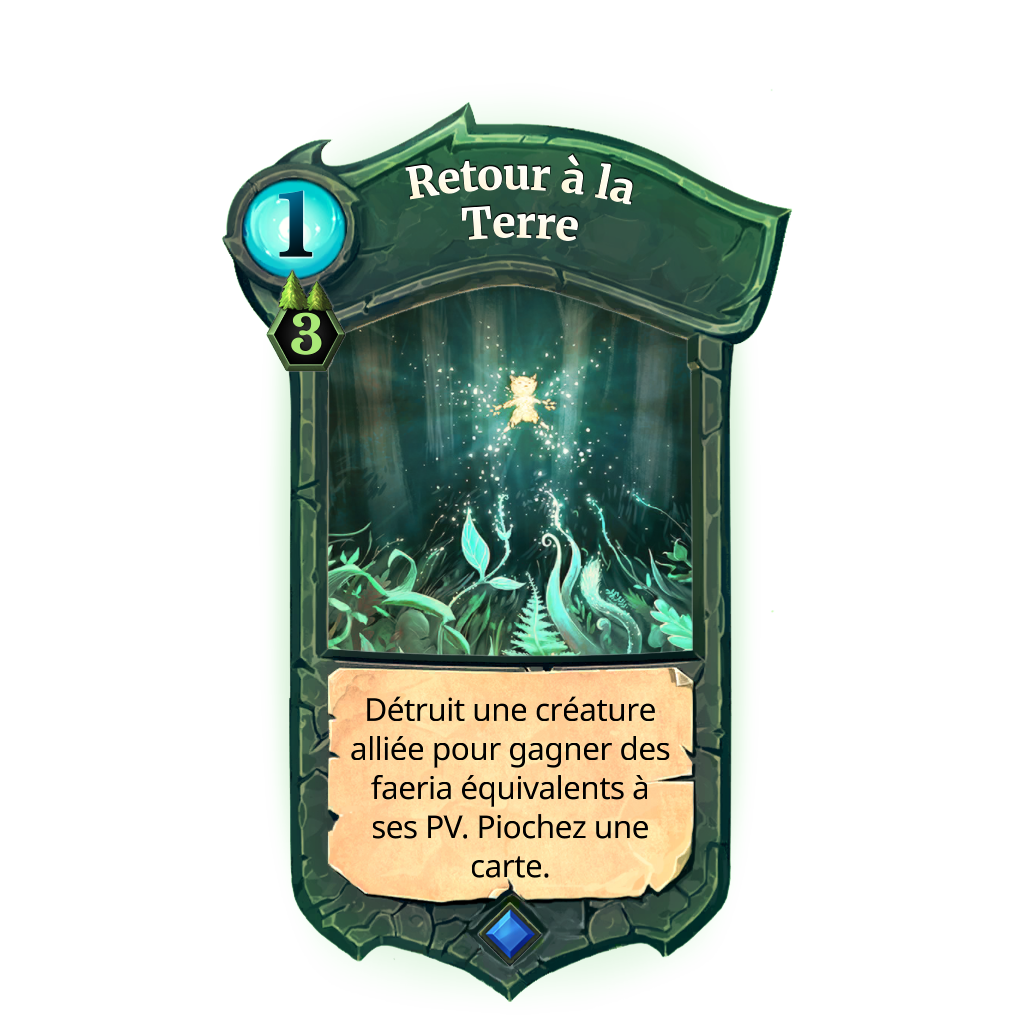 Retour à la
Terre
1
3
Détruit une créature
alliée pour gagner des
faeria équivalents à
ses PV. Piochez une
carte.